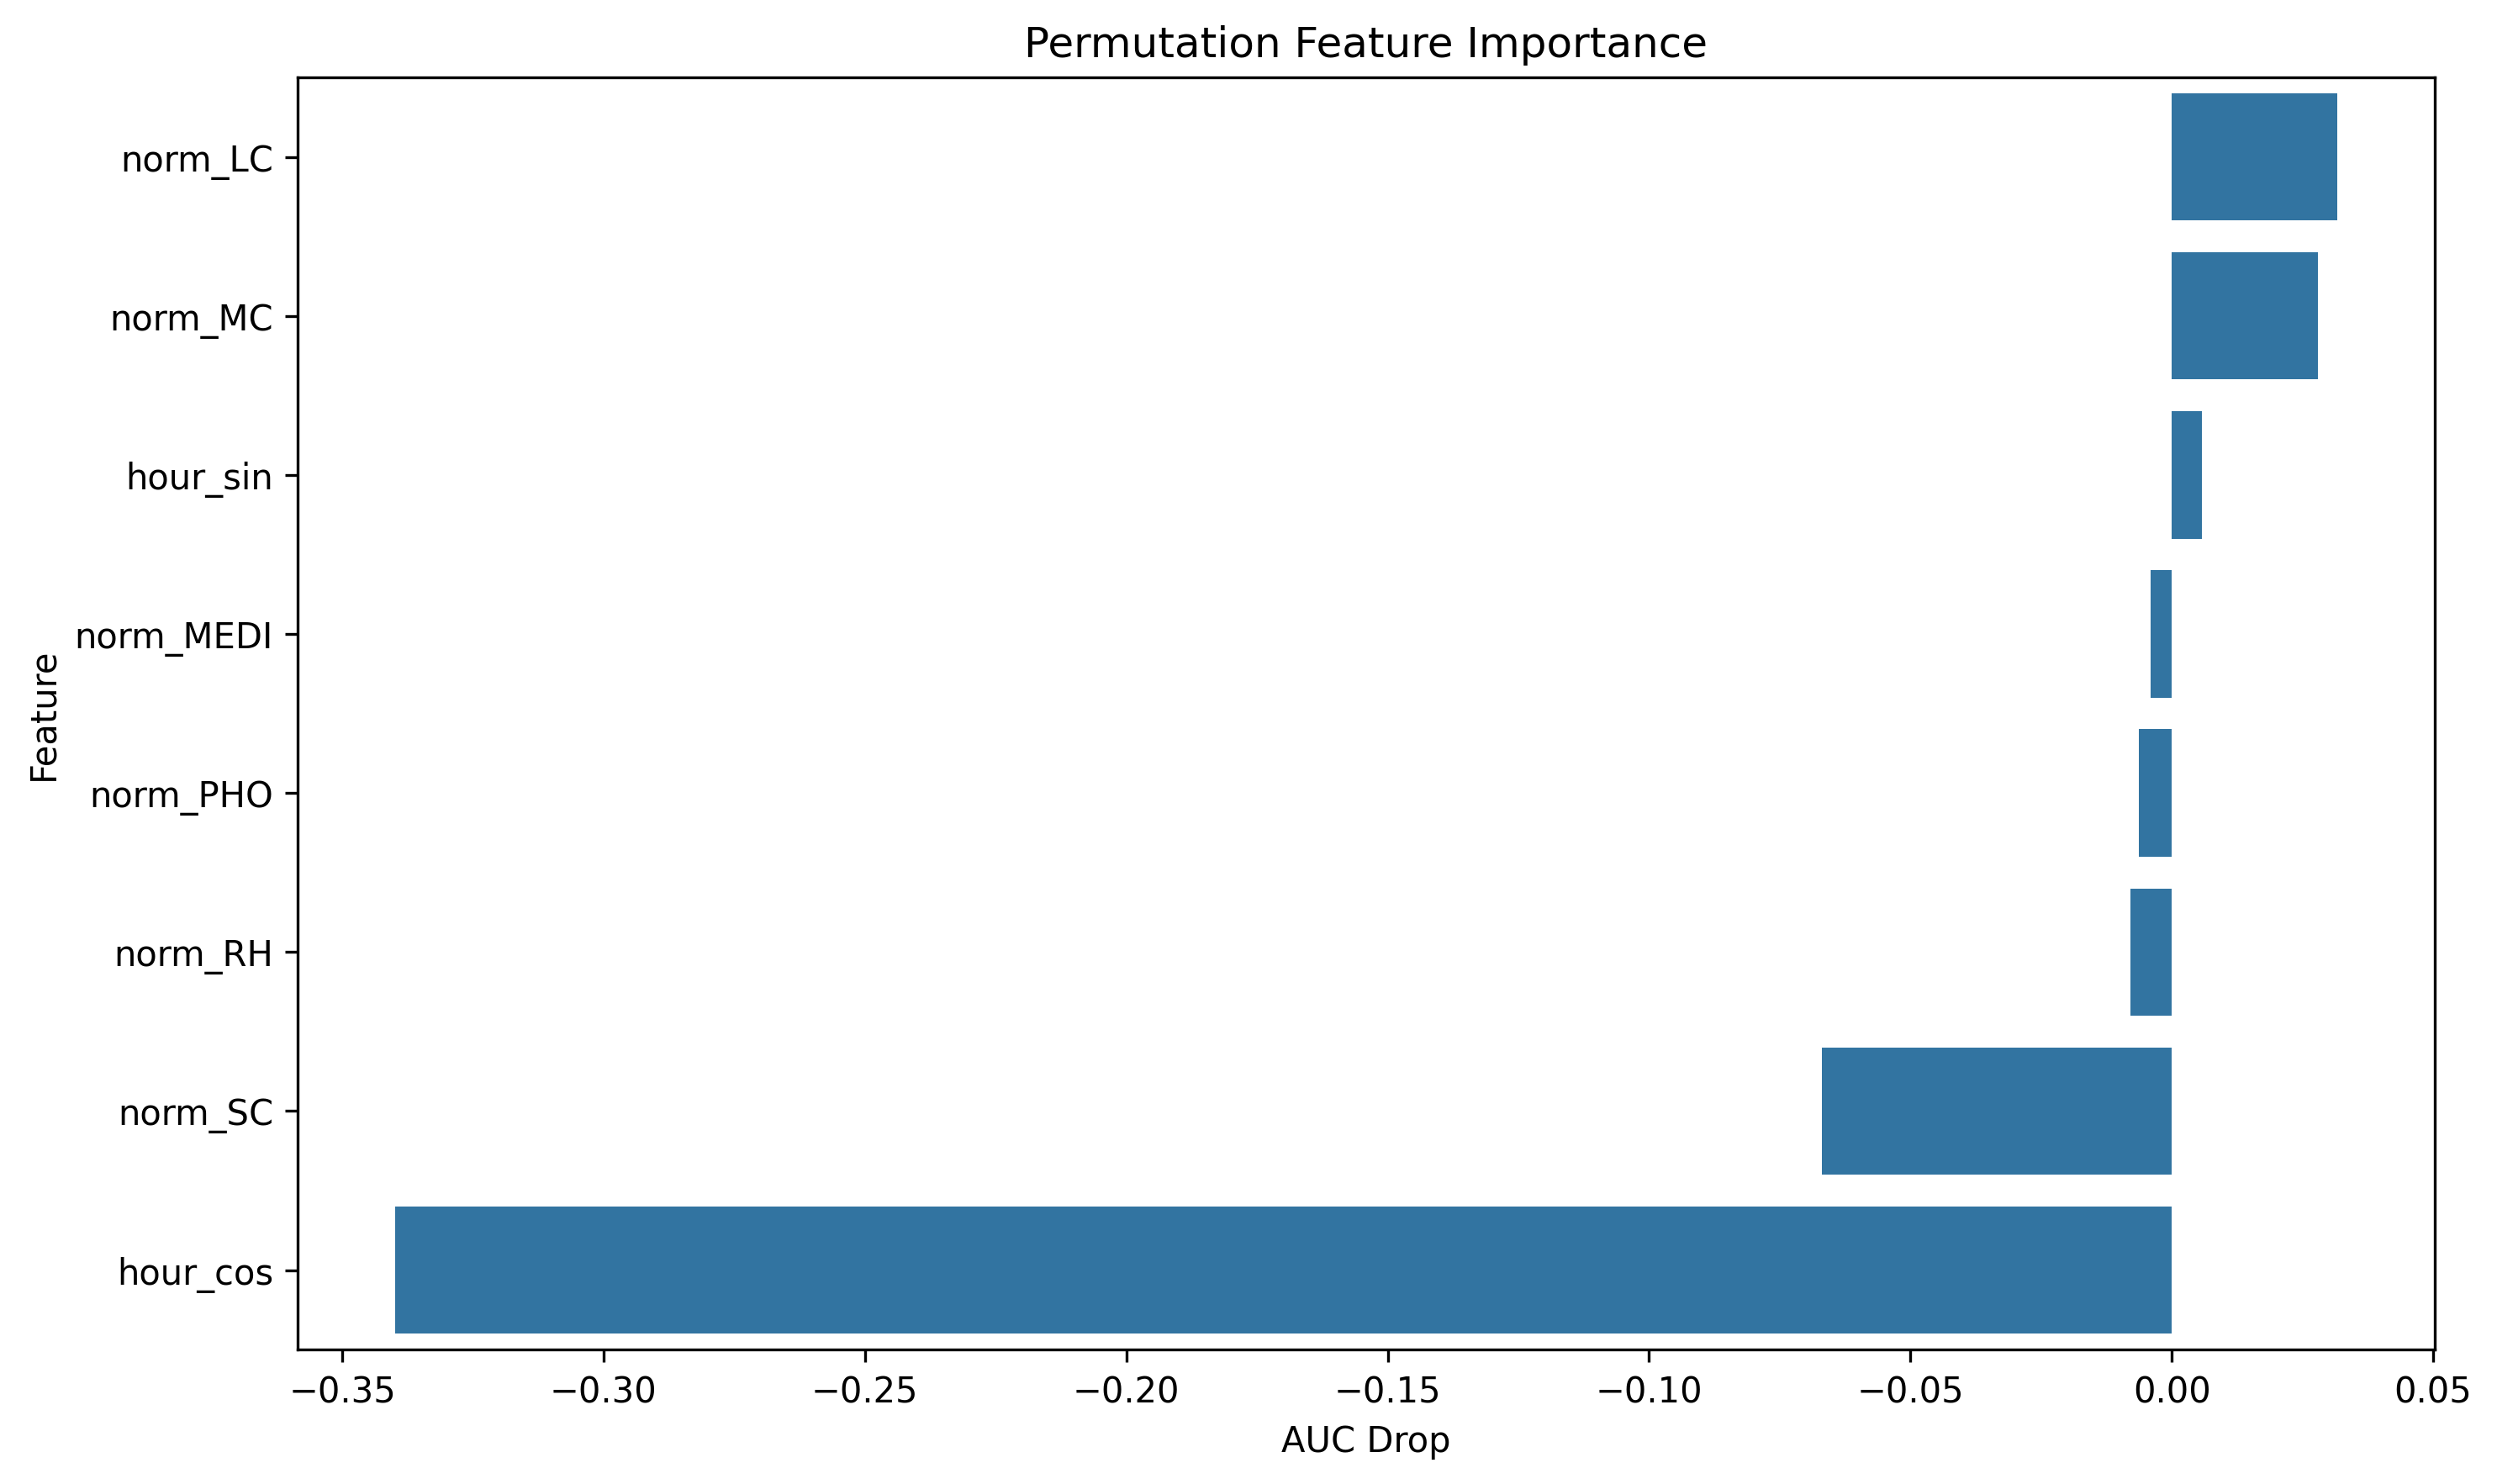 Permutation Feature Importance
norm_LC
norm_MC
hour_sin
norm_MEDI
norm_PHO
norm_RH
norm_SC
hour_cos
Feature
−0.35 −0.30 −0.25 −0.20 −0.15 −0.10 −0.05 0.00 0.05
AUC Drop